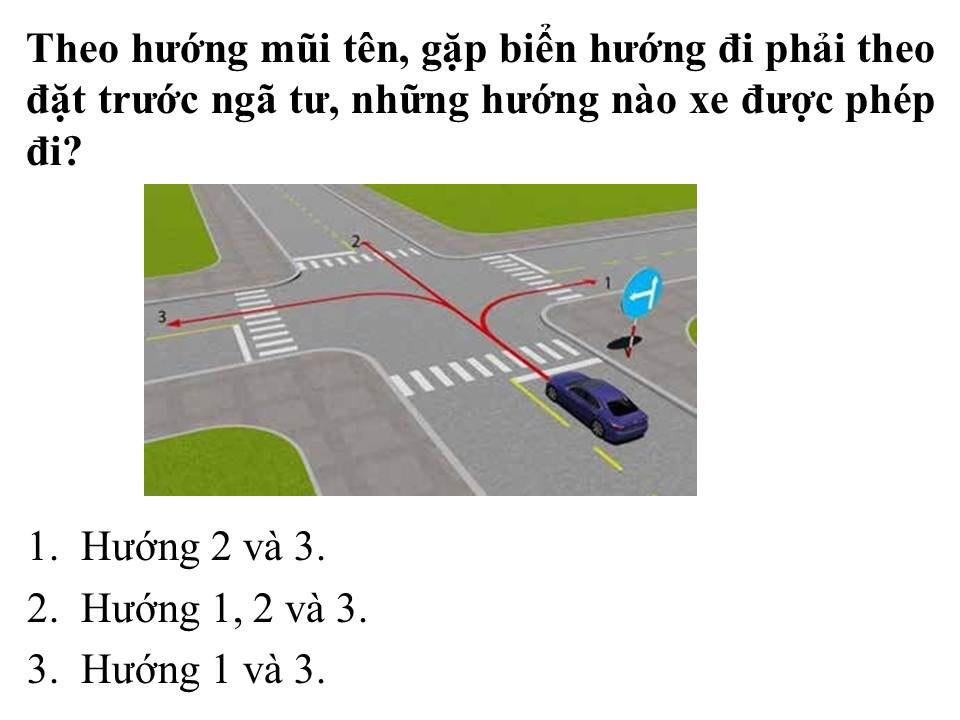 Theo hướng mũi tên, gặp biển hướng đi phải theo
đặt trước ngã tư, những hướng nào xe được phép
đi?
2
1
3
1. Hướng 2 và 3.
2. Hướng 1, 2 và 3.
3. Hướng 1 và 3.